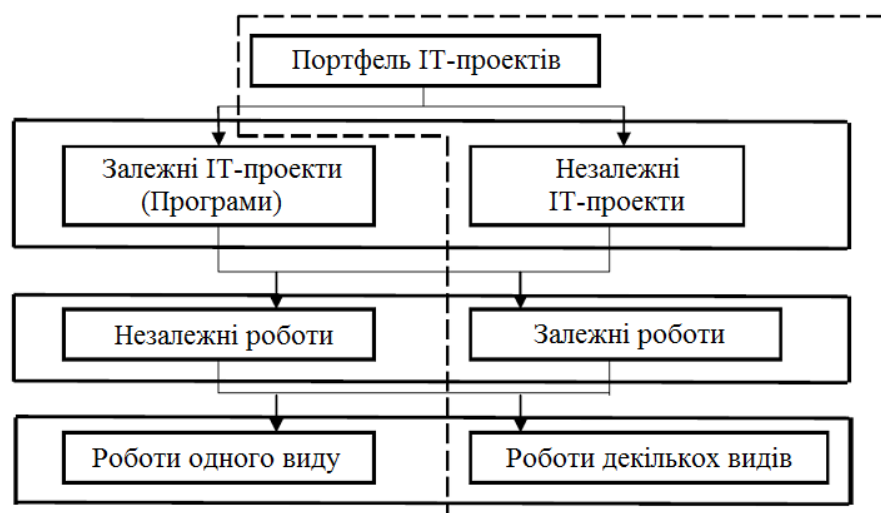 Портфель ІТ-проектів
Залежні ІТ-проекти
(Програми)
Незалежні
ІТ-проекти
Незалежні роботи
Залежні роботи
Роботи одного виду
Роботи декількох видів